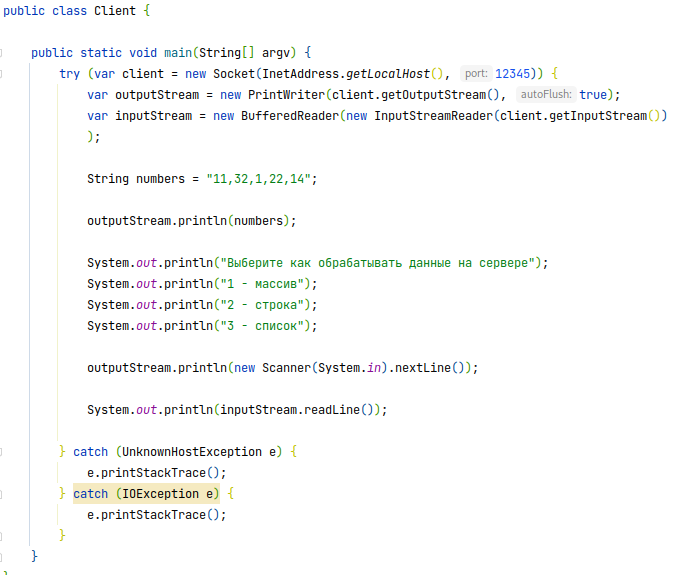 public class Client {
public static void main(String[] argv) {
try (var client = new Socket(InetAddress.getLocalHost(), port: 12345)) {
var outputStream = new PrintWriter(client.getOutputStream(), autoFlush: true);
var inputStream = new BufferedReader(new InputStreamReader(client.getInputStream())
);
String numbers = "11,32,1,22,14";
outputStream.println(numbers);
System.out.println("Выберите как обрабатывать данные на сервере");
System.out.println("1 - массив");
System.out.println("2 - строка");
System.out.println("3 - список");
outputStream.println(new Scanner(System.in).nextLine());
System.out.println(inputStream.readLine());
} catch (UnknownHostException e) {
e.printStackTrace();
} catch (IOException e) {
e.printStackTrace();
}
}
}